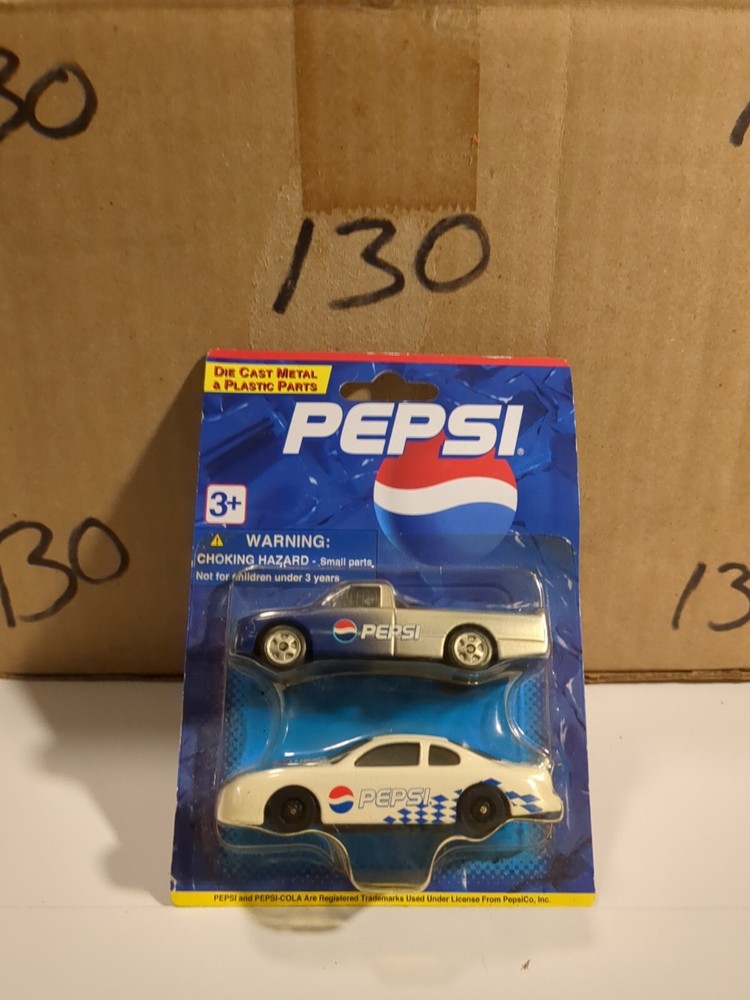 30
130
130
13
DIE CAST METAL
& PLASTIC PARTS
PEPSI®
3+
WARNING:
CHOKING HAZARD - Small parts.
Not for children under 3 years
PEPSI
PEPSI
PEPSI and PEPSI-COLA Are Registered Trademarks Used Under License From PepsiCo, Inc.